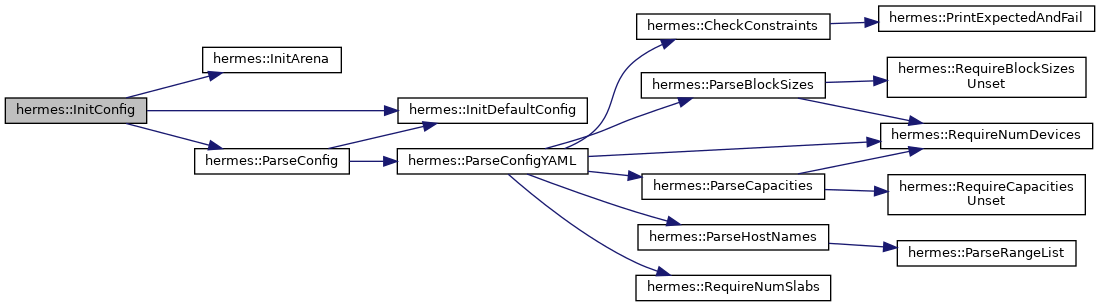 hermes::InitConfig
hermes::InitArena
hermes::InitDefaultConfig
hermes::ParseConfig
hermes::ParseConfigYAML
hermes::CheckConstraints
hermes::PrintExpectedAndFail
hermes::ParseBlockSizes
hermes::RequireBlockSizes
Unset
hermes::RequireNumDevices
hermes::ParseCapacities
hermes::RequireCapacities
Unset
hermes::ParseHostNames
hermes::ParseRangeList
hermes::RequireNumSlabs